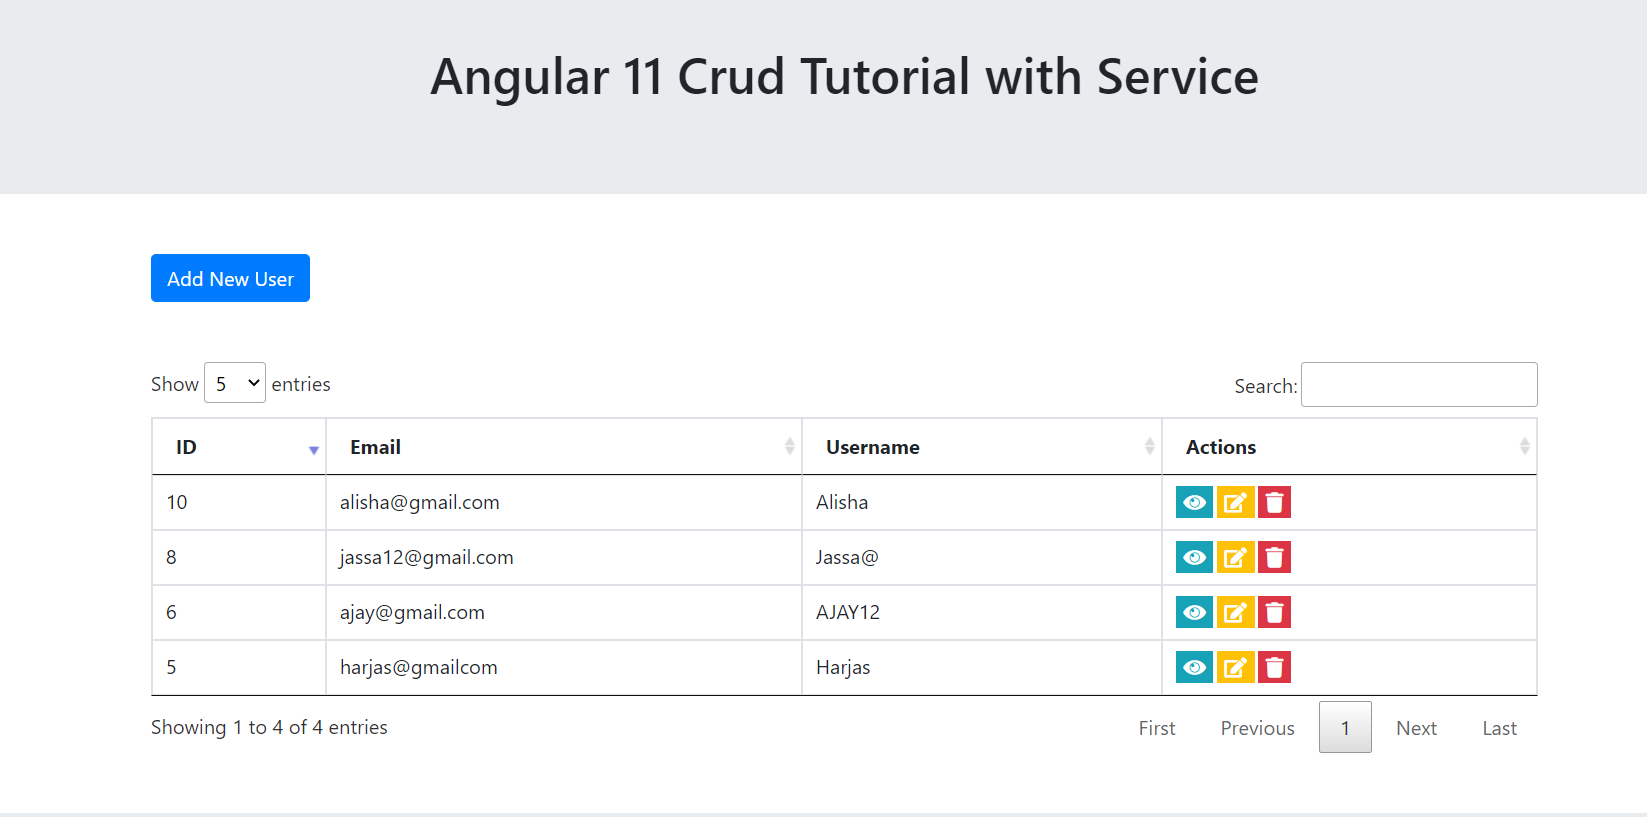 Angular 11 Crud Tutorial with Service
Add New User
Show 5 entries Search:
ID Email Username Actions
10 alisha@gmail.com Alisha
8 jassa12@gmail.com Jassa@
6 ajay@gmail.com AJAY12
5 harjas@gmailcom Harjas
Showing 1 to 4 of 4 entries First Previous 1 Next Last